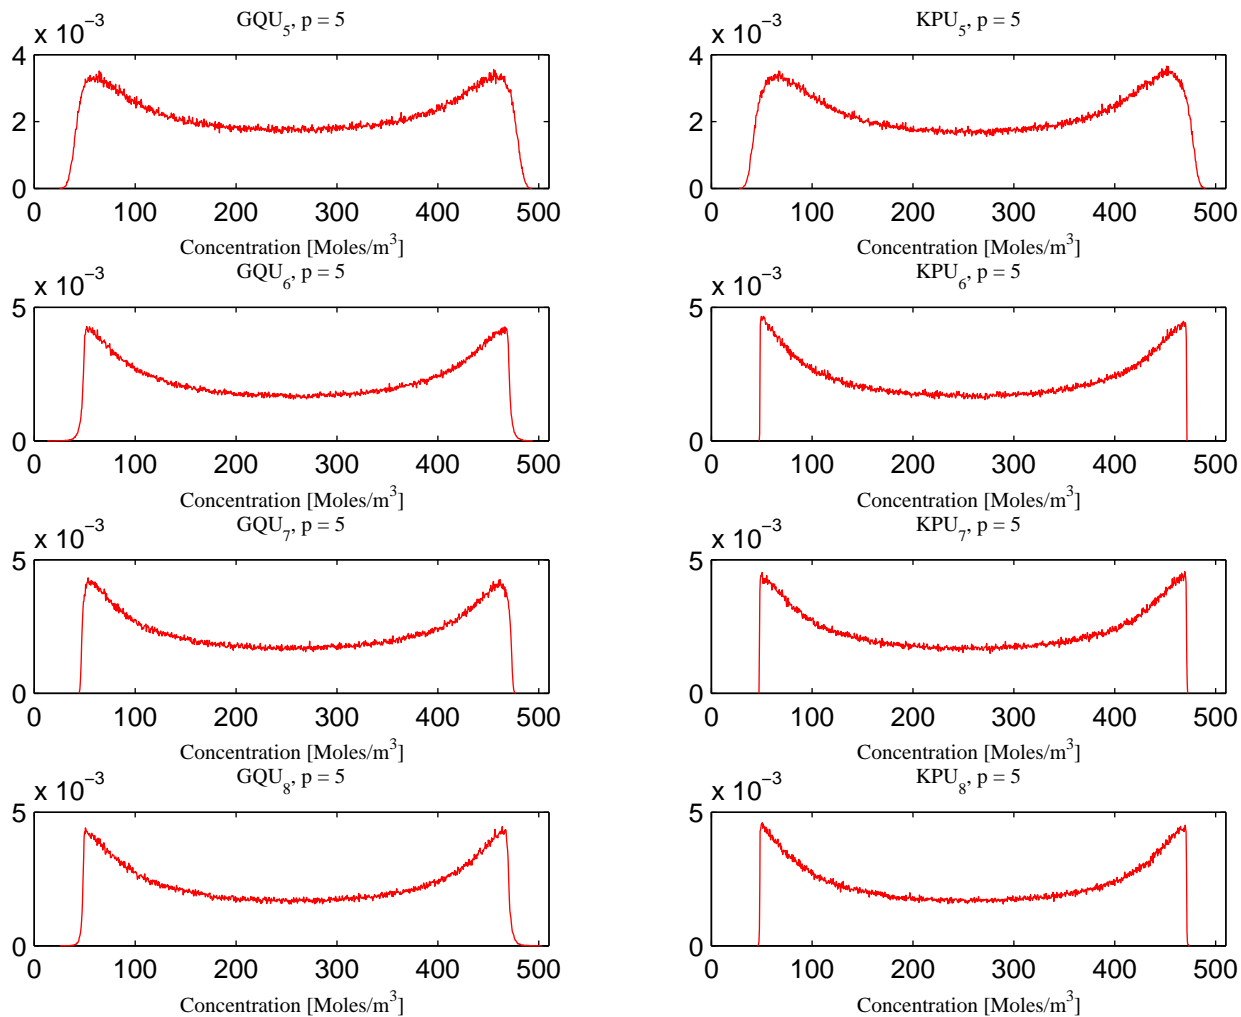 GQU₅, p = 5
x 10⁻³
4
2
0
0 100 200 300 400 500
Concentration [Moles/m³]
KPU₅, p = 5
x 10⁻³
4
2
0
0 100 200 300 400 500
Concentration [Moles/m³]
GQU₆, p = 5
x 10⁻³
5
0
0 100 200 300 400 500
Concentration [Moles/m³]
KPU₆, p = 5
x 10⁻³
5
0
0 100 200 300 400 500
Concentration [Moles/m³]
GQU₇, p = 5
x 10⁻³
5
0
0 100 200 300 400 500
Concentration [Moles/m³]
KPU₇, p = 5
x 10⁻³
5
0
0 100 200 300 400 500
Concentration [Moles/m³]
GQU₈, p = 5
x 10⁻³
5
0
0 100 200 300 400 500
Concentration [Moles/m³]
KPU₈, p = 5
x 10⁻³
5
0
0 100 200 300 400 500
Concentration [Moles/m³]